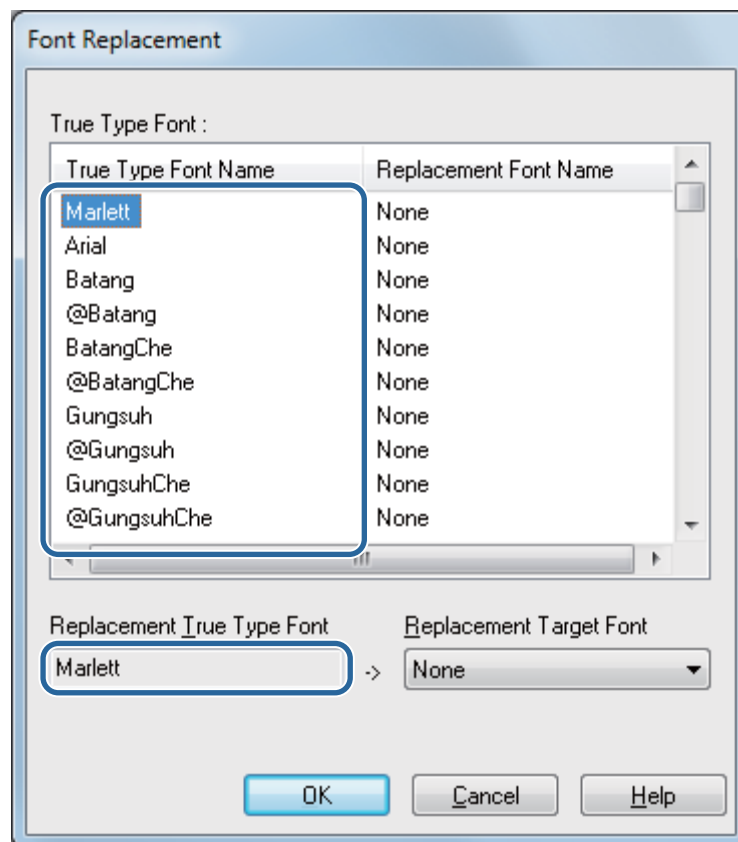 Font Replacement
True Type Font :
True Type Font Name Replacement Font Name
Marlett None
Arial None
Batang None
@Batang None
BatangChe None
@BatangChe None
Gungsuh None
@Gungsuh None
GungsuhChe None
@GungsuhChe None
Replacement True Type Font Replacement Target Font
Marlett -> None
OK Cancel Help